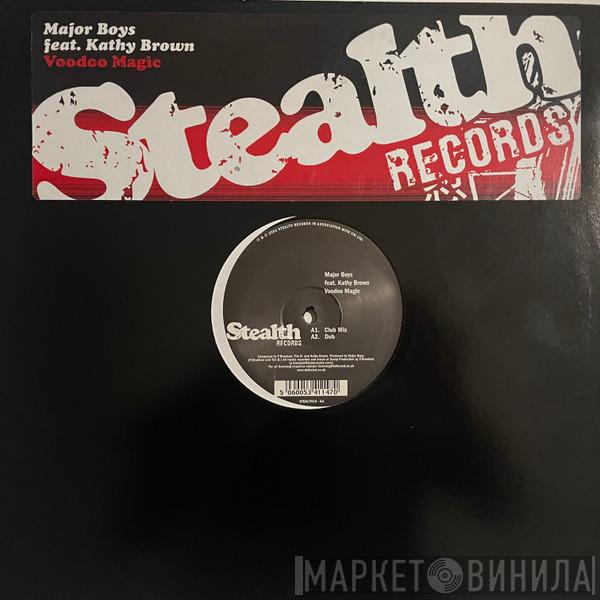 Major Boys
feat. Kathy Brown
Voodoo Magic
Stealth
RECORDS
Major Boys
feat. Kathy Brown
Voodoo Magic
A1. Club Mix
A2. Dub
Stealth
RECORDS
5 060053 411470
МАРКЕТ ВИНИЛА